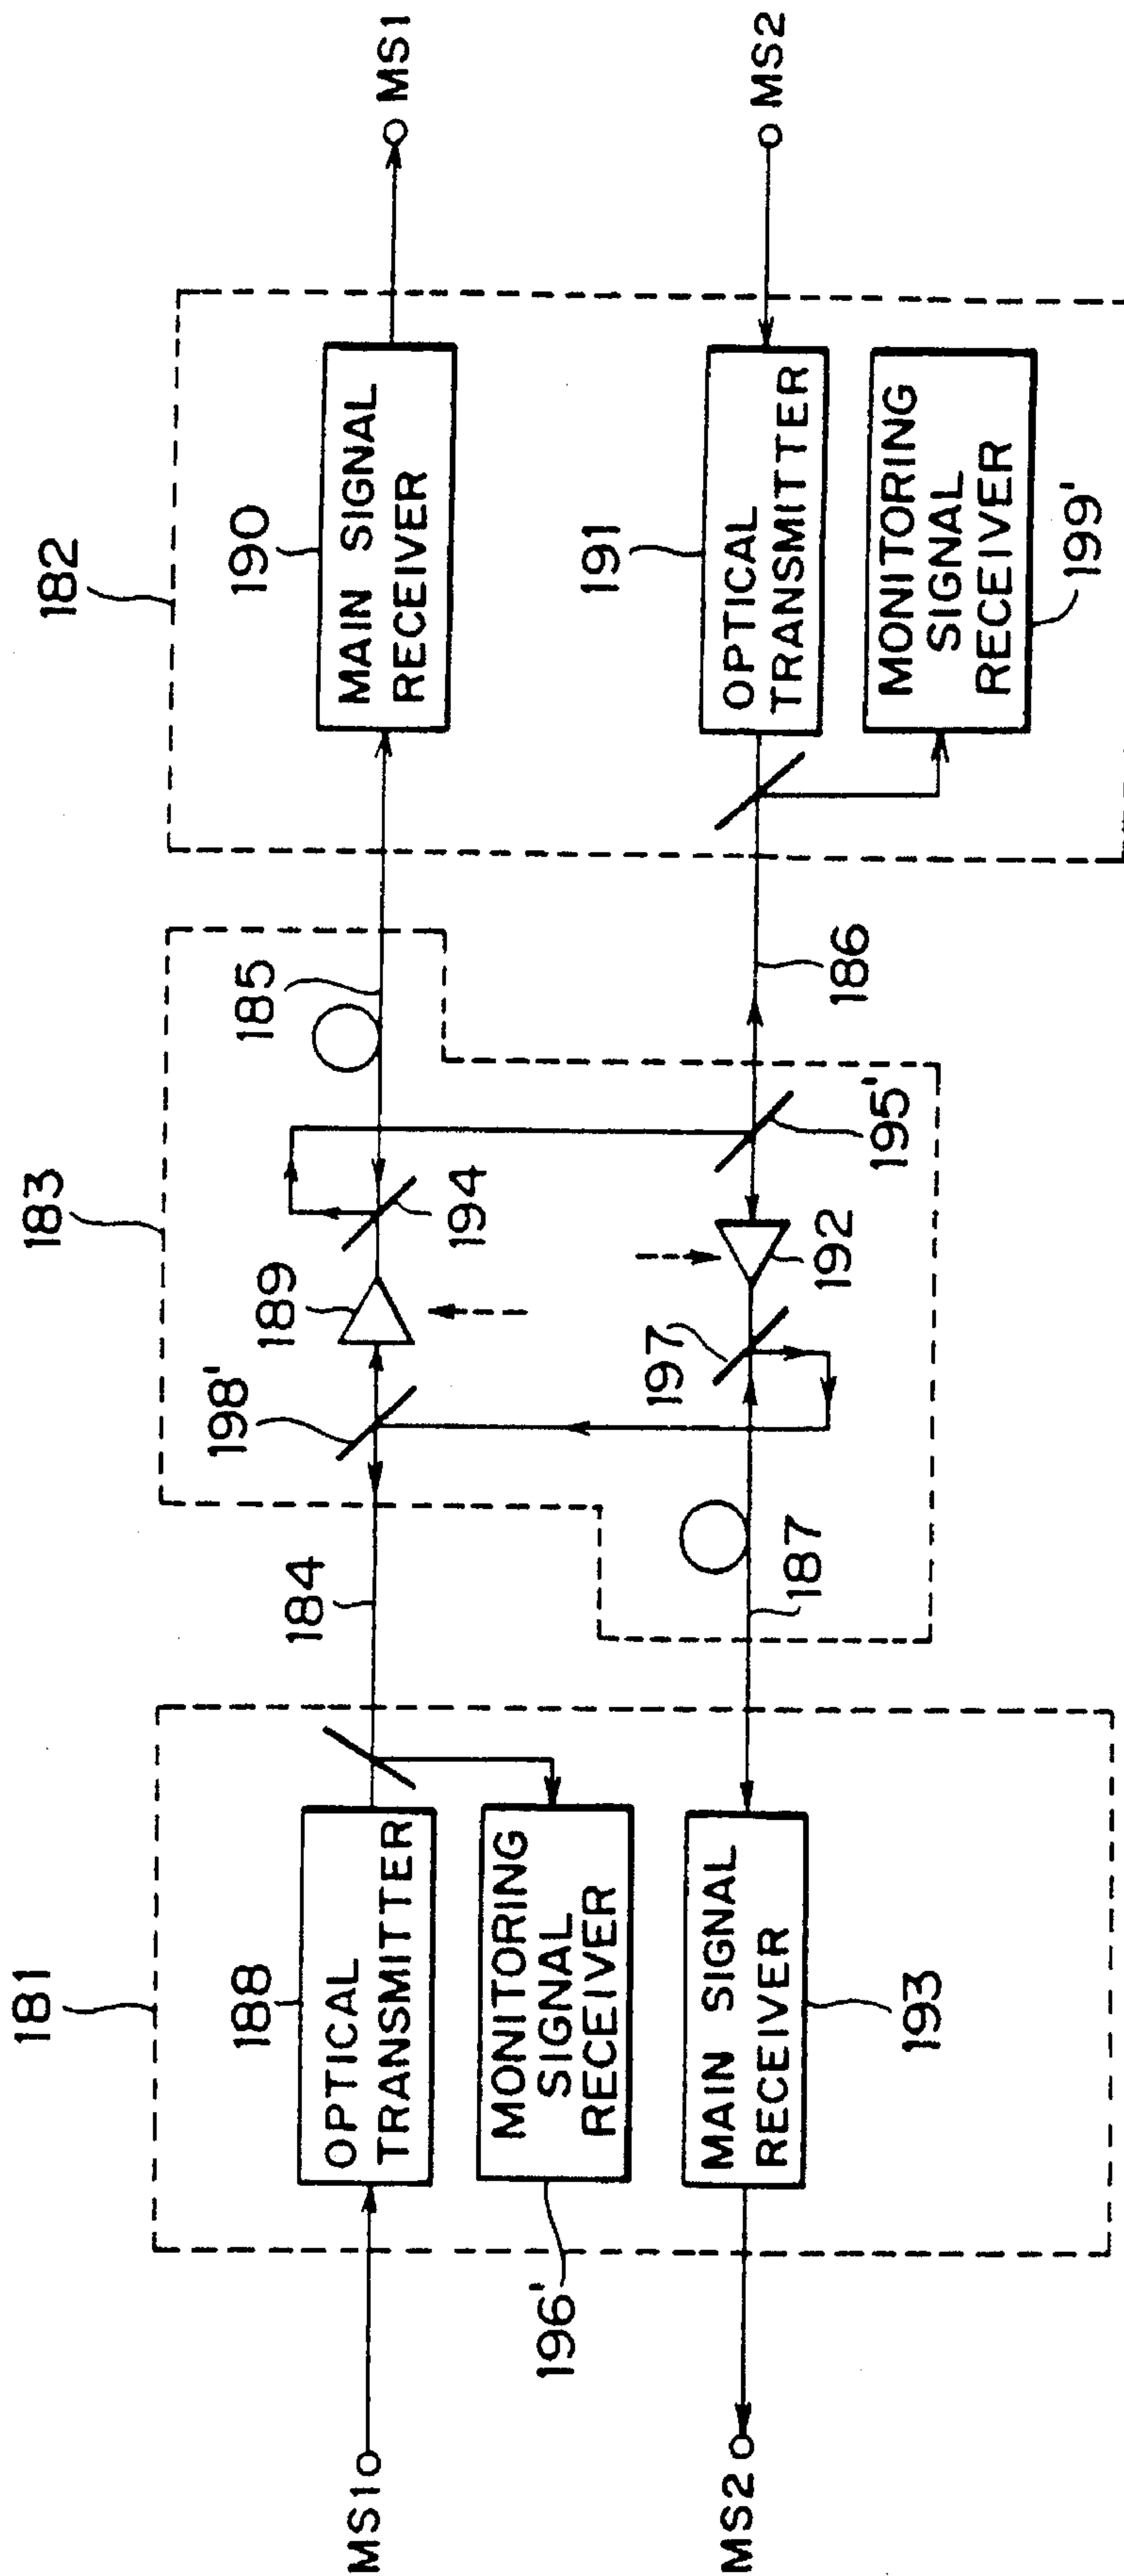 181
182
183
MS1
188
OPTICAL
TRANSMITTER
184
198'
189
194
185
190
MAIN SIGNAL
RECEIVER
MS1
196'
MONITORING
SIGNAL
RECEIVER
MS2
MAIN SIGNAL
RECEIVER
193
187
197
192
195'
186
191
OPTICAL
TRANSMITTER
MS2
MONITORING
SIGNAL
RECEIVER
199'